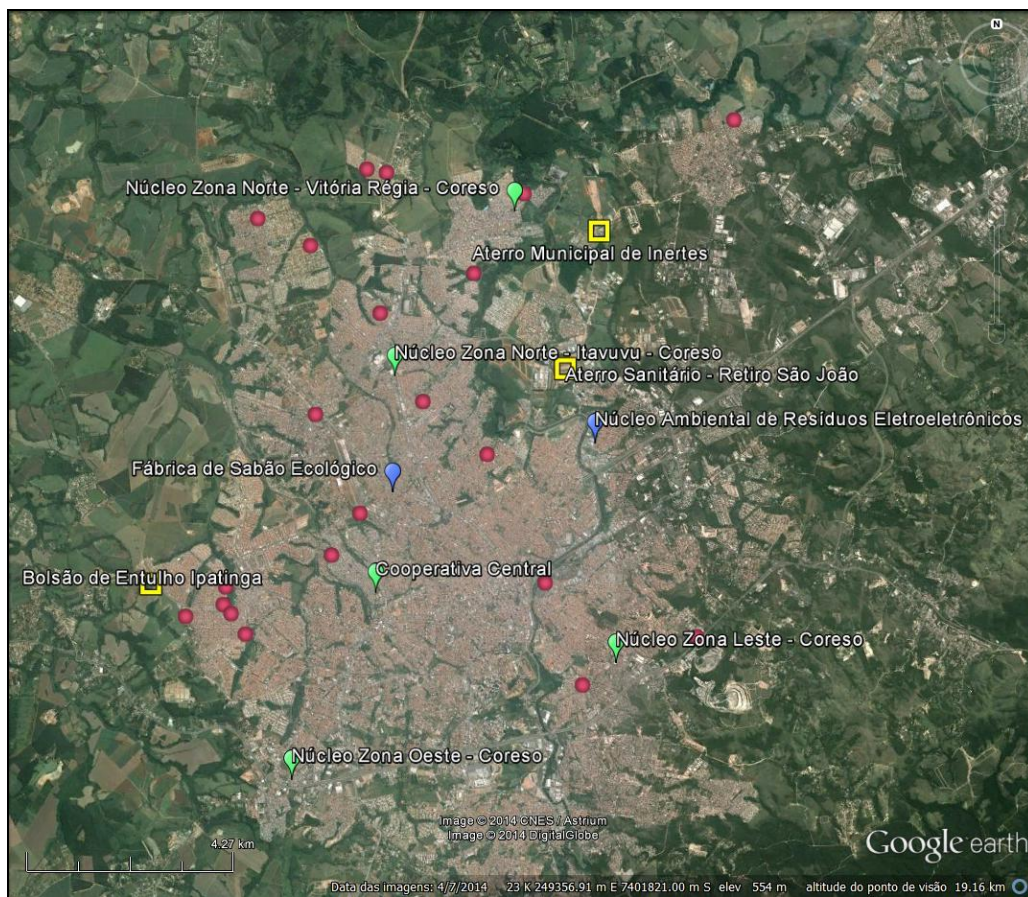 N
Núcleo Zona Norte - Vitória Régia - Coreso
Aterro Municipal de Inertes
Núcleo Zona Norte - Itavuvu - Coreso
Aterro Sanitário - Retiro São João
Núcleo Ambiental de Resíduos Eletroeletrônicos
Fábrica de Sabão Ecológico
Cooperativa Central
Bolsão de Entulho Ipatinga
Núcleo Zona Leste - Coreso
Núcleo Zona Oeste - Coreso
Image © 2014 CNES / Astrium
Image © 2014 DigitalGlobe
Google earth
4.27 km
Data das imagens: 4/7/2014 23 K 249356.91 m E 7401821.00 m S elev 554 m altitude do ponto de visão 19.16 km